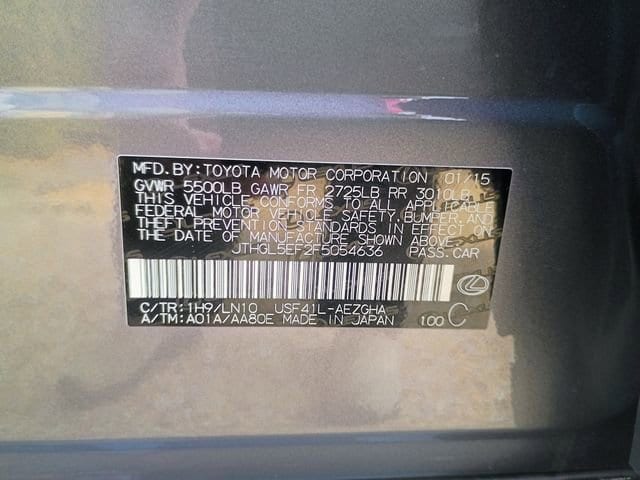 MFD.BY:TOYOTA MOTOR CORPORATION 01/15
GVWR 5500LB GAWR FR 2725LB RR 3010LB
THIS VEHICLE CONFORMS TO ALL APPLICABLE
FEDERAL MOTOR VEHICLE SAFETY, BUMPER, AND
THEFT PREVENTION STANDARDS IN EFFECT ON
THE DATE OF MANUFACTURE SHOWN ABOVE.
JTHGL5EF2F5054636 PASS.CAR
C/TR:1H9/LN10 USF41L-AEZGHA
A/TM:A01A/AA80E MADE IN JAPAN 100 C